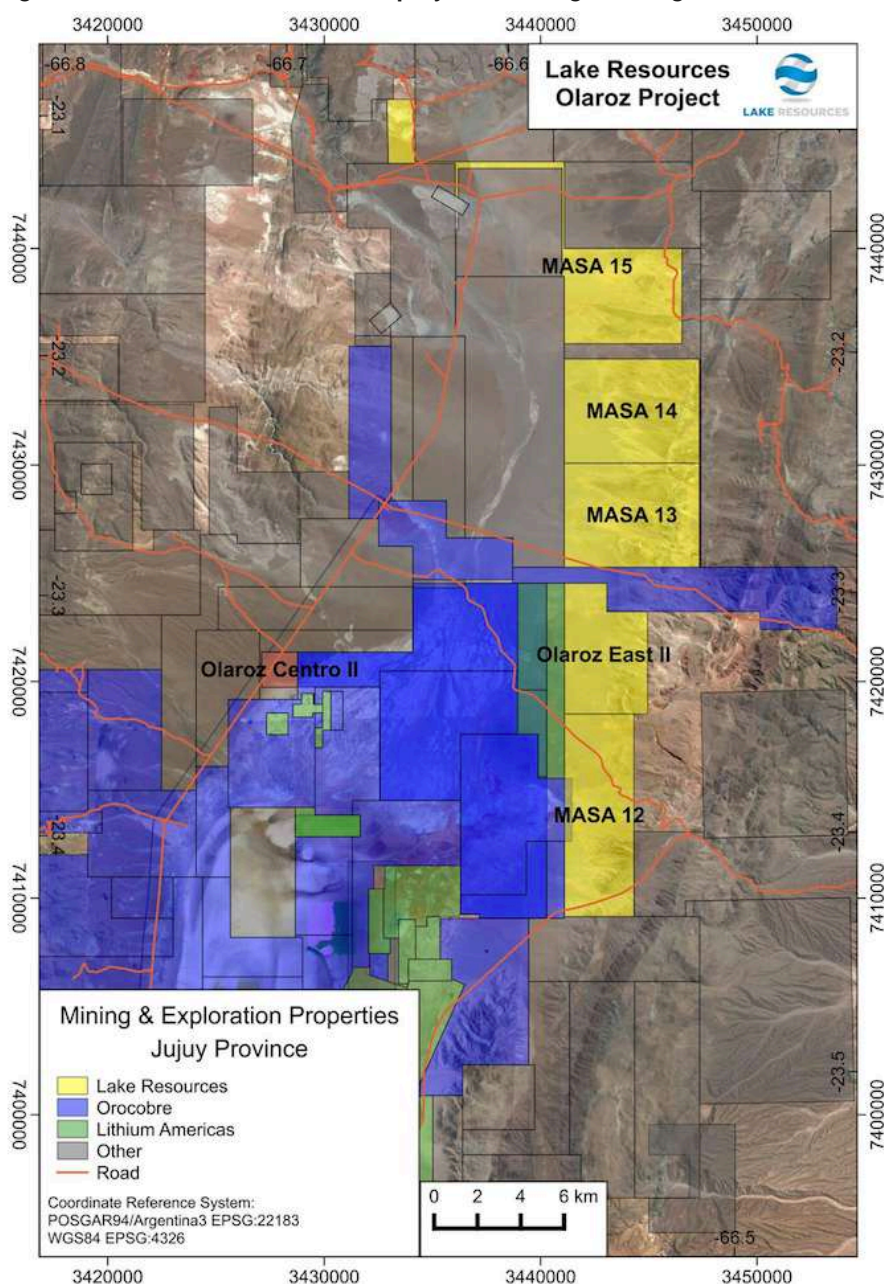 3420000
3430000
3440000
3450000
-66.8
-66.7
-66.6
Lake Resources
Olaroz Project
LAKE RESOURCES
-23.1
7440000
7440000
MASA 15
-23.2
-23.2
MASA 14
7430000
7430000
MASA 13
-23.3
-23.3
Olaroz Centro II
Olaroz East II
7420000
7420000
MASA 12
-23.4
-23.4
7410000
7410000
Mining & Exploration Properties
Jujuy Province
Lake Resources
Orocobre
Lithium Americas
Other
Road
Coordinate Reference System:
POSGAR94/Argentina3 EPSG:22183
WGS84 EPSG:4326
-23.5
7400000
7400000
0 2 4 6 km
-66.5
3420000
3430000
3440000
3450000